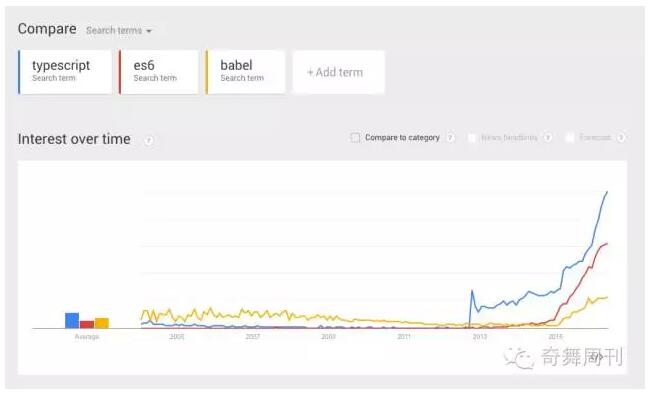 Compare Search terms
typescript
Search term
es6
Search term
babel
Search term
+Add term
Interest over time ?
Compare to category ?
News headlines ?
Forecast ?
Average
2005
2007
2009
2011
2013
2015
奇舞周刊
</>